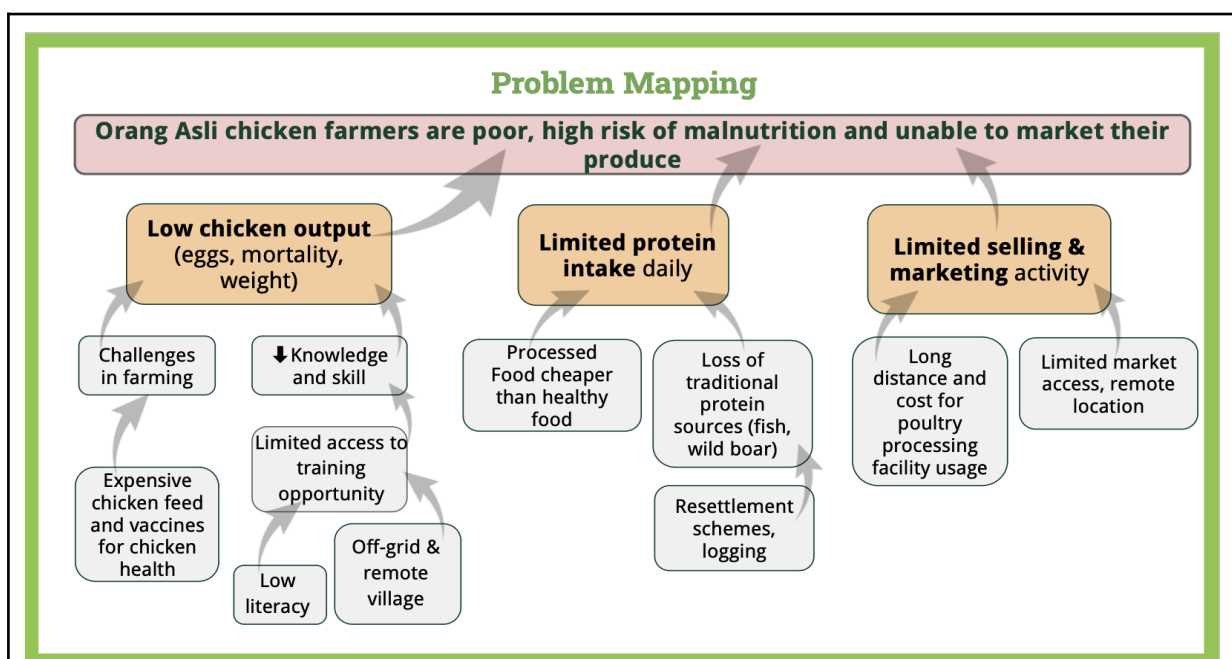 Problem Mapping
Orang Asli chicken farmers are poor, high risk of malnutrition and unable to market their
produce
Low chicken output
(eggs, mortality,
weight)
Limited protein
intake daily
Limited selling &
marketing activity
Challenges
in farming
⬇Knowledge
and skill
Processed
Food cheaper
than healthy
food
Loss of
traditional
protein
sources (fish,
wild boar)
Long
distance and
cost for
poultry
processing
facility usage
Limited market
access, remote
location
Limited access to
training
opportunity
Expensive
chicken feed
and vaccines
for chicken
health
Resettlement
schemes,
logging
Low
literacy
Off-grid &
remote
village